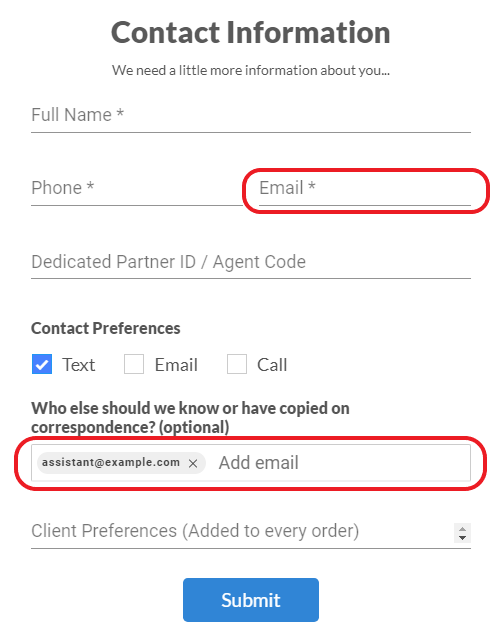 Contact Information
We need a little more information about you...
Full Name *
Phone *
Email *
Dedicated Partner ID / Agent Code
Contact Preferences
Text
Email
Call
Who else should we know or have copied on
correspondence? (optional)
assistant@example.com × Add email
Client Preferences (Added to every order)
Submit